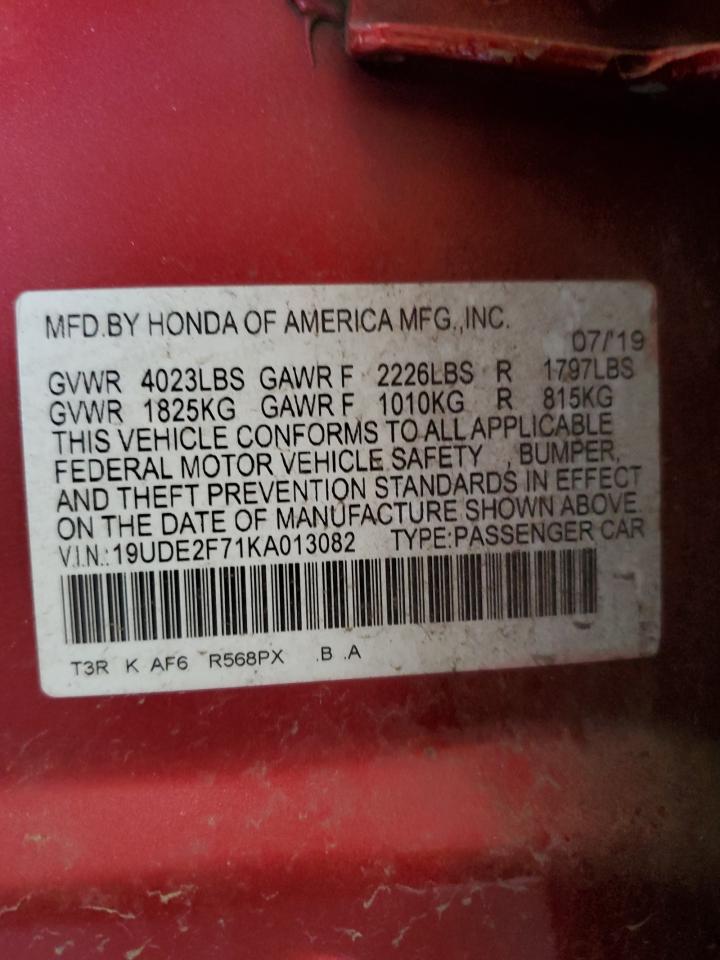 MFD.BY HONDA OF AMERICA MFG.,INC.
07/'19
GVWR 4023LBS GAWR F 2226LBS R 1797LBS
GVWR 1825KG GAWR F 1010KG R 815KG
THIS VEHICLE CONFORMS TO ALL APPLICABLE
FEDERAL MOTOR VEHICLE SAFETY , BUMPER,
AND THEFT PREVENTION STANDARDS IN EFFECT
ON THE DATE OF MANUFACTURE SHOWN ABOVE.
V.I.N.:19UDE2F71KA013082 TYPE:PASSENGER CAR
T3R K AF6 R568PX .B .A